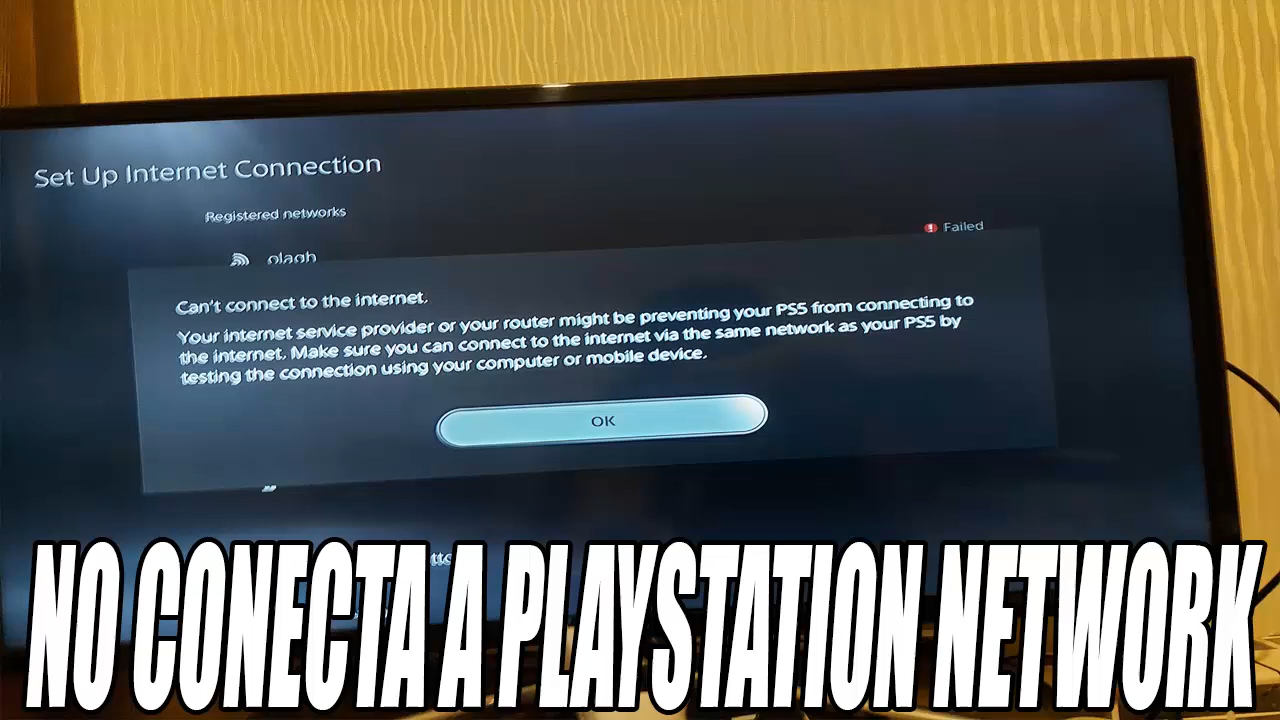 Set Up Internet Connection
Registered networks
olagh
Failed
Can't connect to the internet.
Your internet service provider or your router might be preventing your PS5 from connecting to
the internet. Make sure you can connect to the internet via the same network as your PS5 by
testing the connection using your computer or mobile device.
OK
NO CONECTA A PLAYSTATION NETWORK